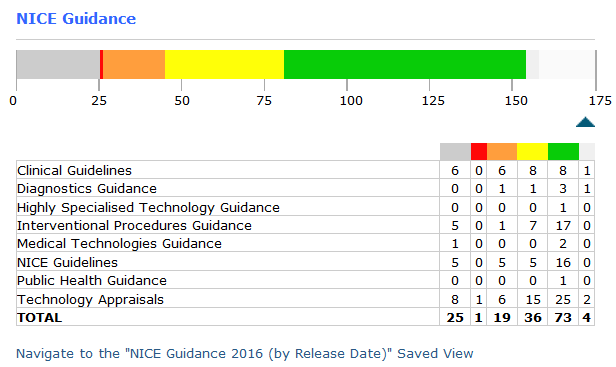 NICE Guidance
0 25 50 75 100 125 150 175
Clinical Guidelines 6 0 6 8 8 1
Diagnostics Guidance 0 0 1 1 3 1
Highly Specialised Technology Guidance 0 0 0 0 1 0
Interventional Procedures Guidance 5 0 1 7 17 0
Medical Technologies Guidance 1 0 0 0 2 0
NICE Guidelines 5 0 5 5 16 0
Public Health Guidance 0 0 0 0 1 0
Technology Appraisals 8 1 6 15 25 2
TOTAL 25 1 19 36 73 4
Navigate to the "NICE Guidance 2016 (by Release Date)" Saved View